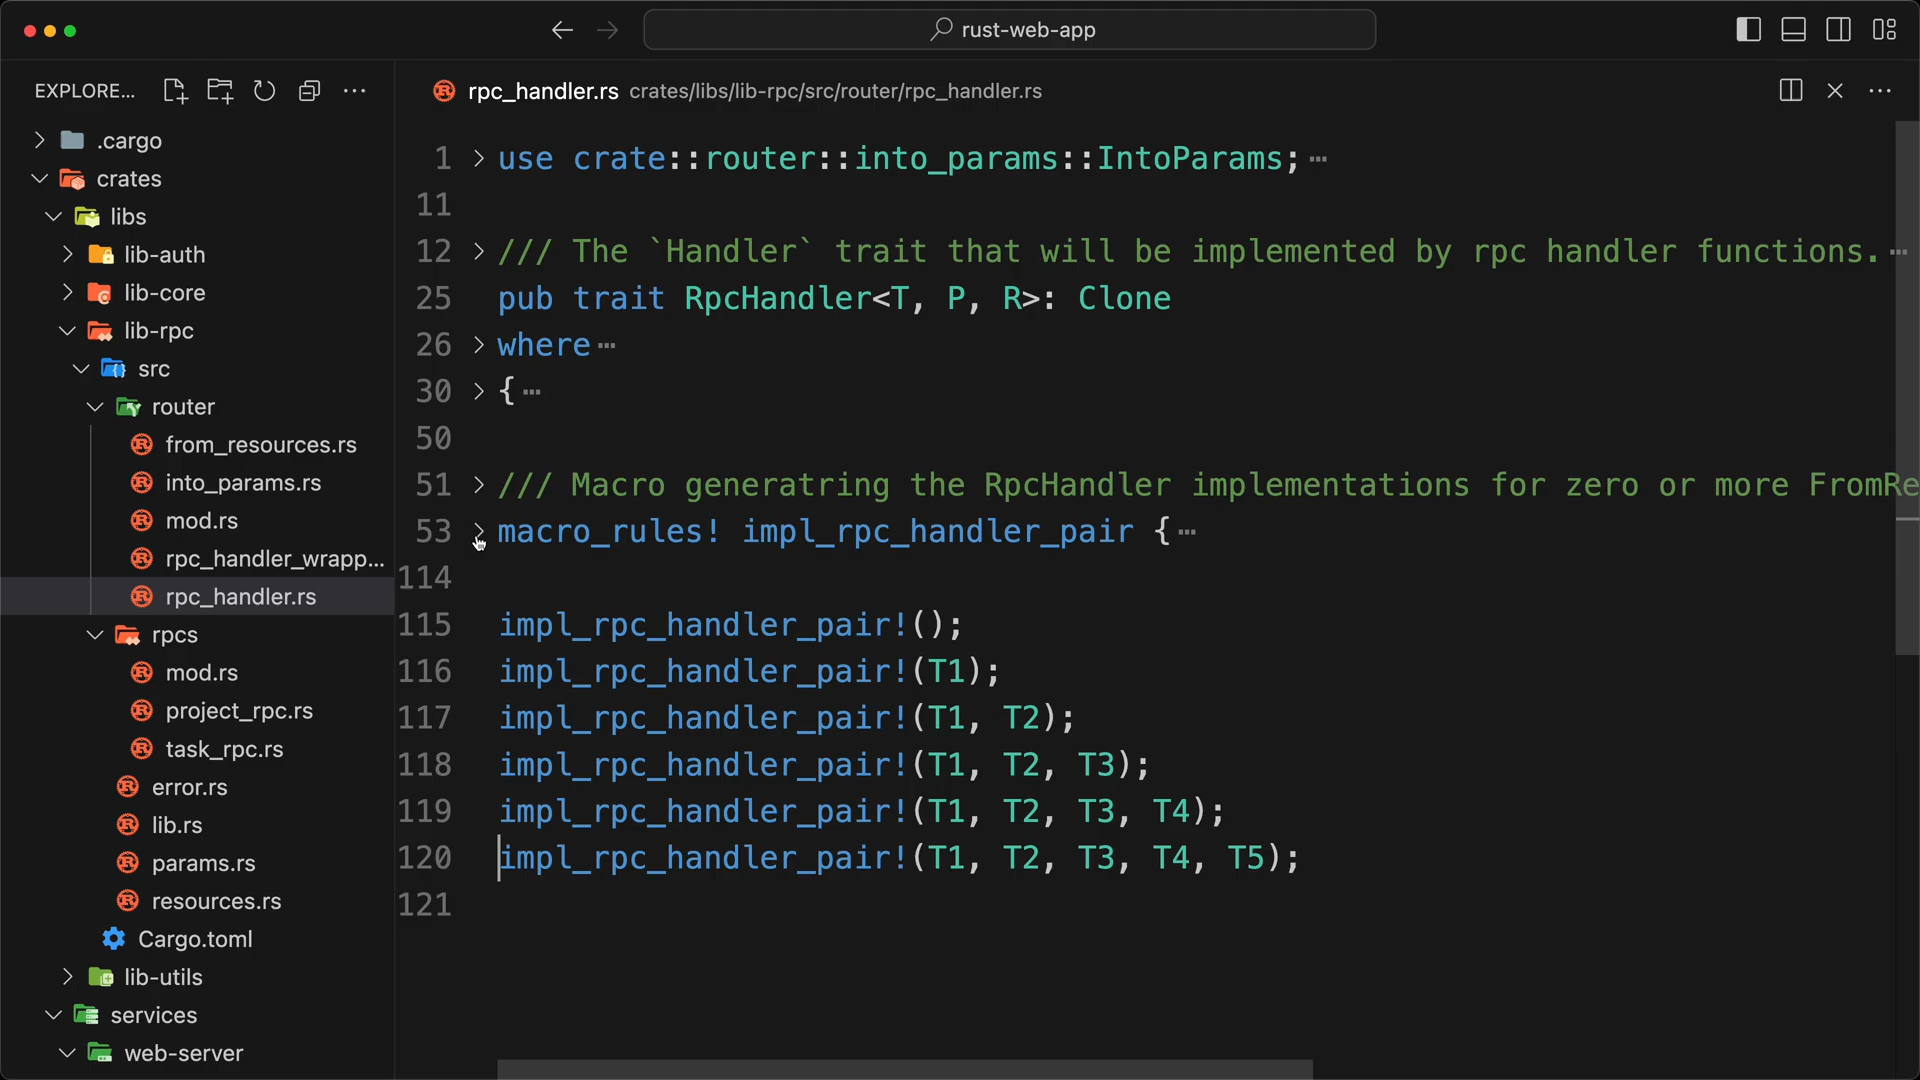 rust-web-app
EXPLORE...
rpc_handler.rs crates/libs/lib-rpc/src/router/rpc_handler.rs
.cargo
crates
libs
lib-auth
lib-core
lib-rpc
src
router
from_resources.rs
into_params.rs
mod.rs
rpc_handler_wrapp...
rpc_handler.rs
rpcs
mod.rs
project_rpc.rs
task_rpc.rs
error.rs
lib.rs
params.rs
resources.rs
Cargo.toml
lib-utils
services
web-server
1 > use crate::router::into_params::IntoParams; ⋯
11
12 > /// The `Handler` trait that will be implemented by rpc handler functions. ⋯
25 pub trait RpcHandler<T, P, R>: Clone
26 > where ⋯
30 > { ⋯
50
51 > /// Macro generatring the RpcHandler implementations for zero or more FromRe
53 > macro_rules! impl_rpc_handler_pair { ⋯
114
115 impl_rpc_handler_pair!();
116 impl_rpc_handler_pair!(T1);
117 impl_rpc_handler_pair!(T1, T2);
118 impl_rpc_handler_pair!(T1, T2, T3);
119 impl_rpc_handler_pair!(T1, T2, T3, T4);
120 impl_rpc_handler_pair!(T1, T2, T3, T4, T5);
121